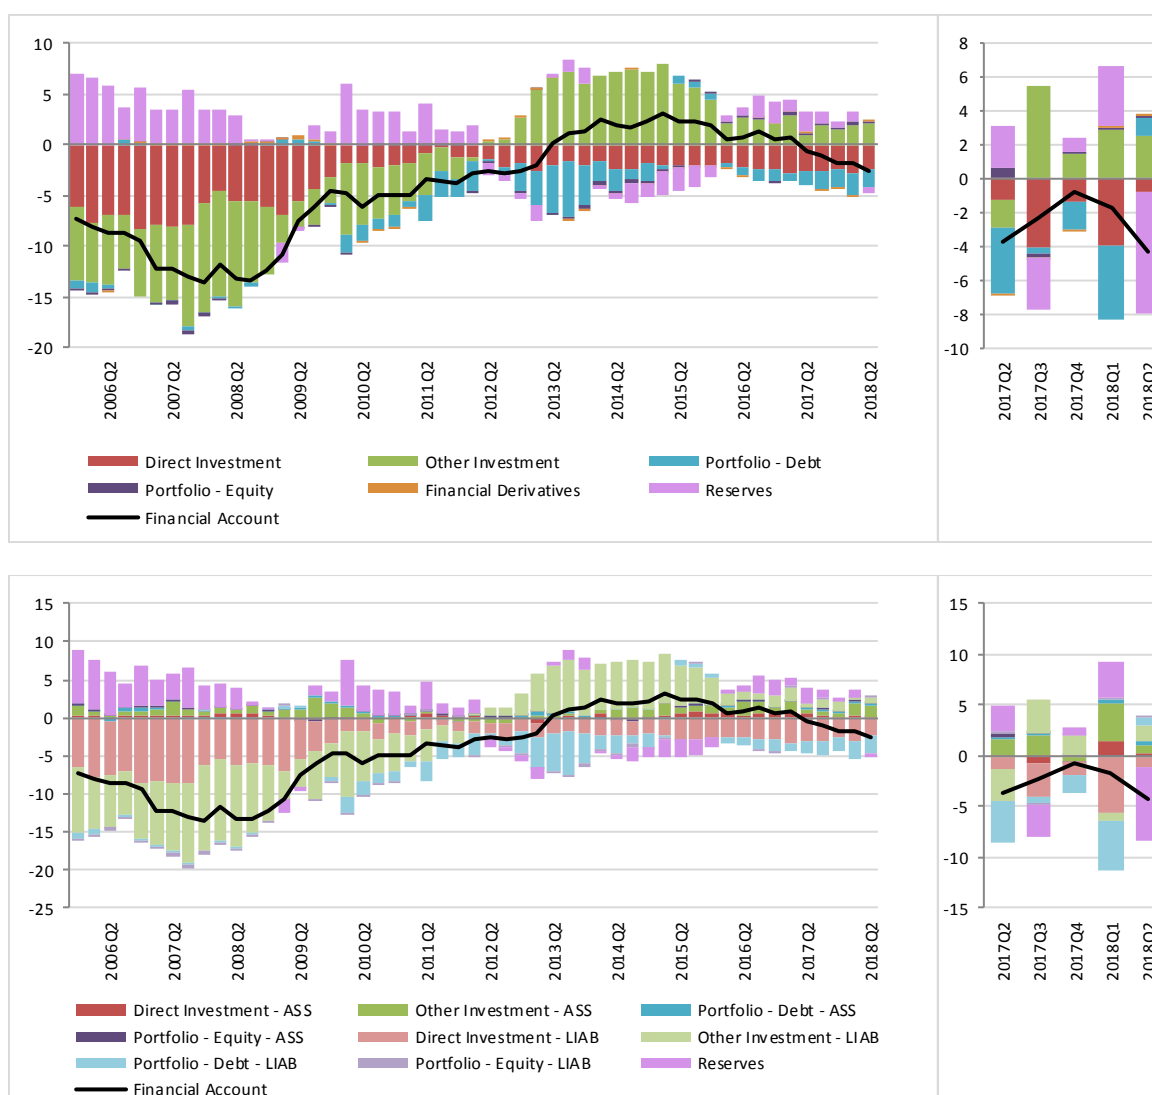 10
5
0
-5
-10
-15
-20
2006Q2
2007Q2
2008Q2
2009Q2
2010Q2
2011Q2
2012Q2
2013Q2
2014Q2
2015Q2
2016Q2
2017Q2
2018Q2
Direct Investment
Other Investment
Portfolio - Debt
Portfolio - Equity
Financial Derivatives
Reserves
Financial Account
8
6
4
2
0
-2
-4
-6
-8
-10
2017Q2
2017Q3
2017Q4
2018Q1
2018Q2
15
10
5
0
-5
-10
-15
-20
-25
2006Q2
2007Q2
2008Q2
2009Q2
2010Q2
2011Q2
2012Q2
2013Q2
2014Q2
2015Q2
2016Q2
2017Q2
2018Q2
Direct Investment - ASS
Other Investment - ASS
Portfolio - Debt - ASS
Portfolio - Equity - ASS
Direct Investment - LIAB
Other Investment - LIAB
Portfolio - Debt - LIAB
Portfolio - Equity - LIAB
Reserves
Financial Account
15
10
5
0
-5
-10
-15
2017Q2
2017Q3
2017Q4
2018Q1
2018Q2